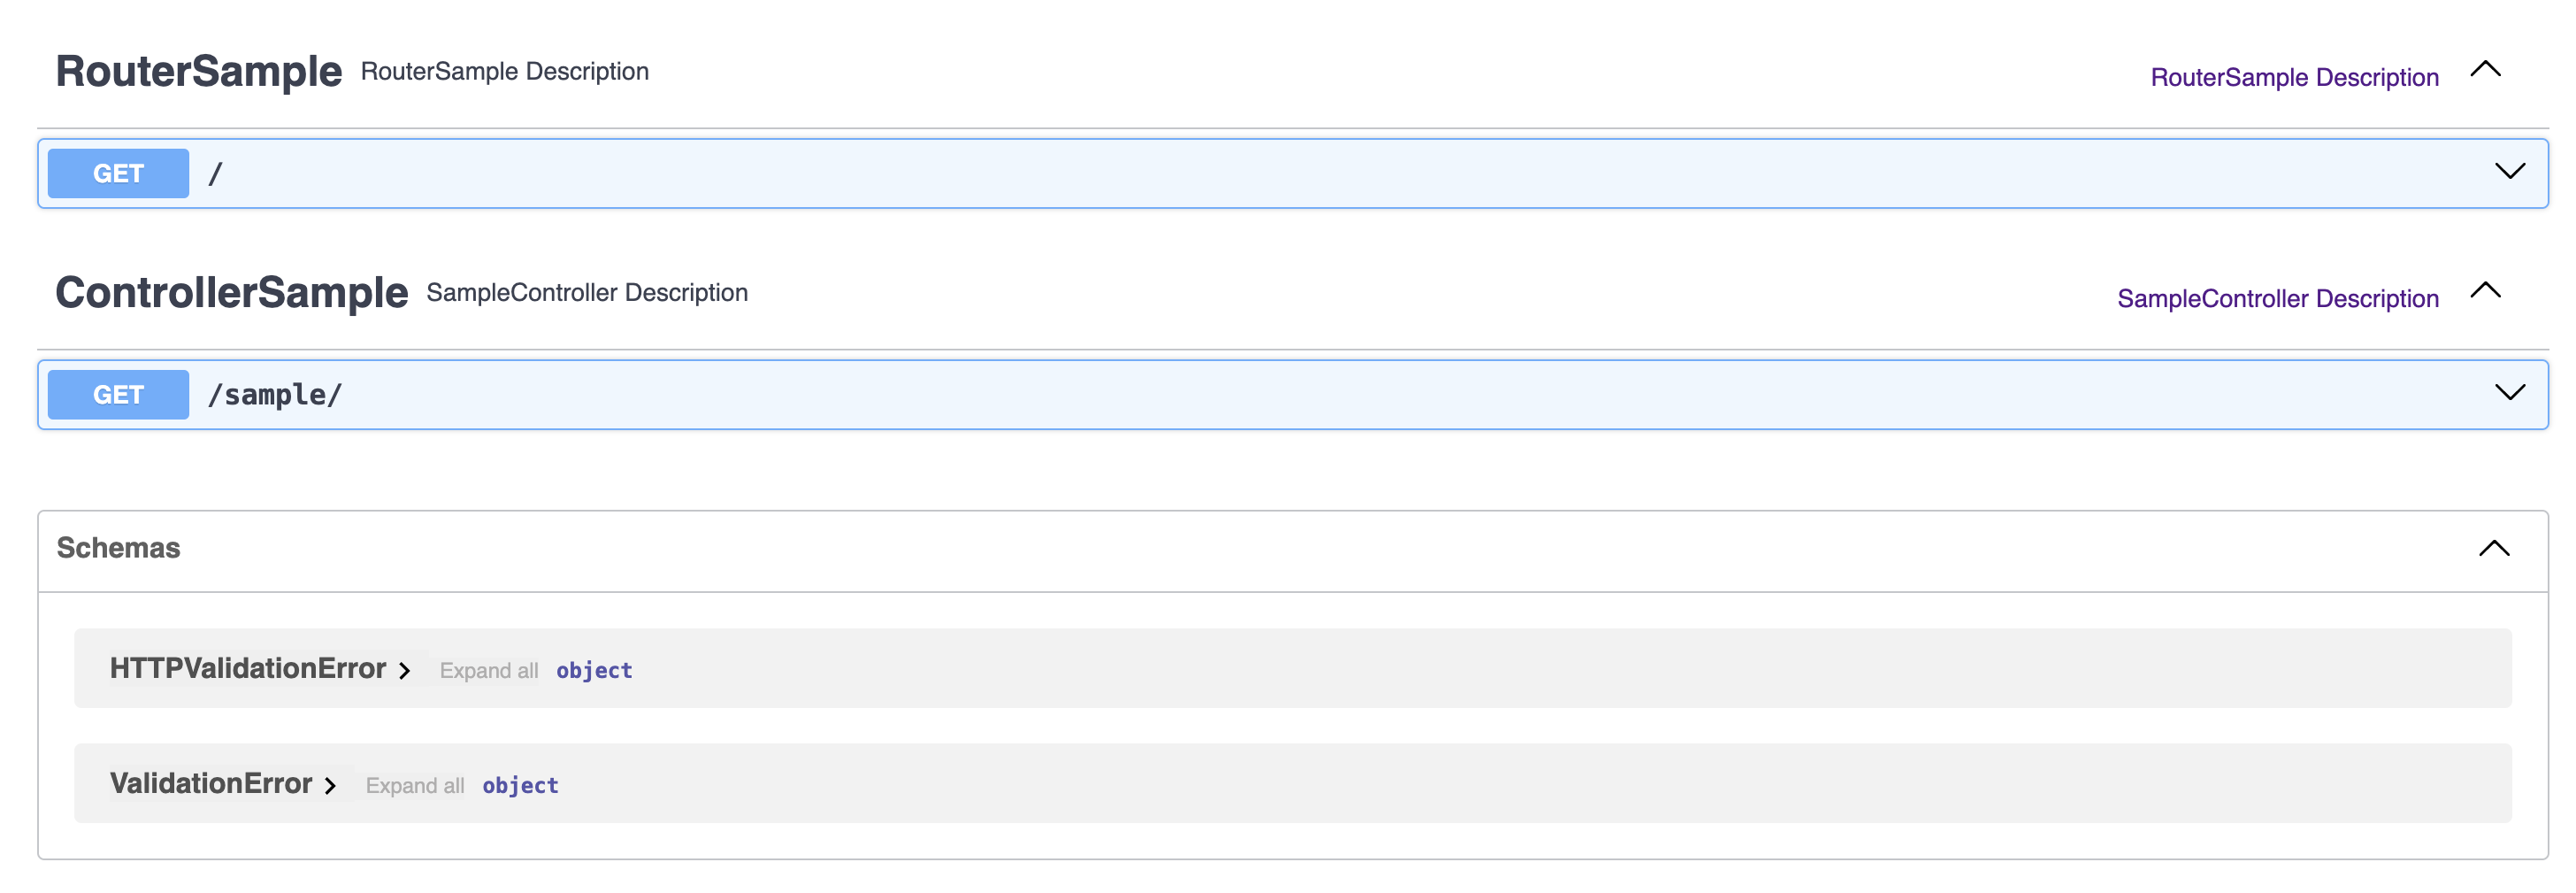 RouterSample RouterSample Description RouterSample Description
GET /
ControllerSample SampleController Description SampleController Description
GET /sample/
Schemas
HTTPValidationError Expand all object
ValidationError Expand all object